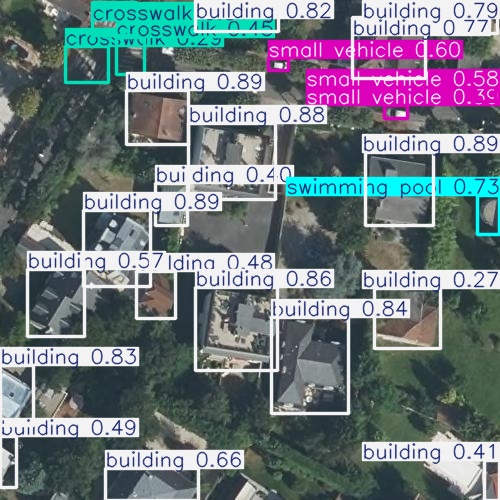 crosswalk
building 0.82
building 0.79
crosswalk 0.45
building 0.77
crosswalk 0.29
small vehicle 0.60
building 0.89
small vehicle 0.58
small vehicle 0.39
building 0.88
building 0.89
building 0.40
swimming pool 0.73
building 0.89
building 0.57
building 0.48
building 0.86
building 0.27
building 0.84
building 0.83
building 0.49
building 0.66
building 0.41